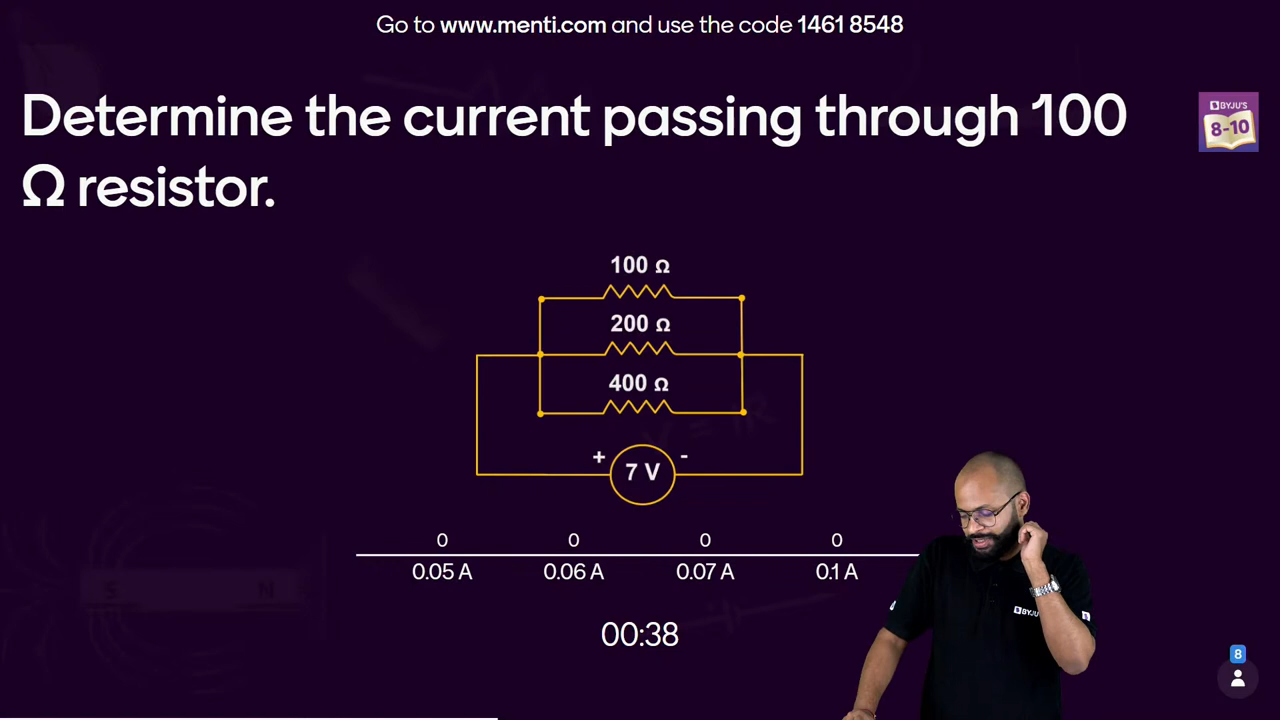 Go to www.menti.com and use the code 1461 8548
Determine the current passing through 100
Ω resistor.
BYJU'S
8-10
100 Ω
200 Ω
400 Ω
+ 7 V -
0 0 0 0
0.05 A 0.06 A 0.07 A 0.1 A
00:38
BYJU'
8